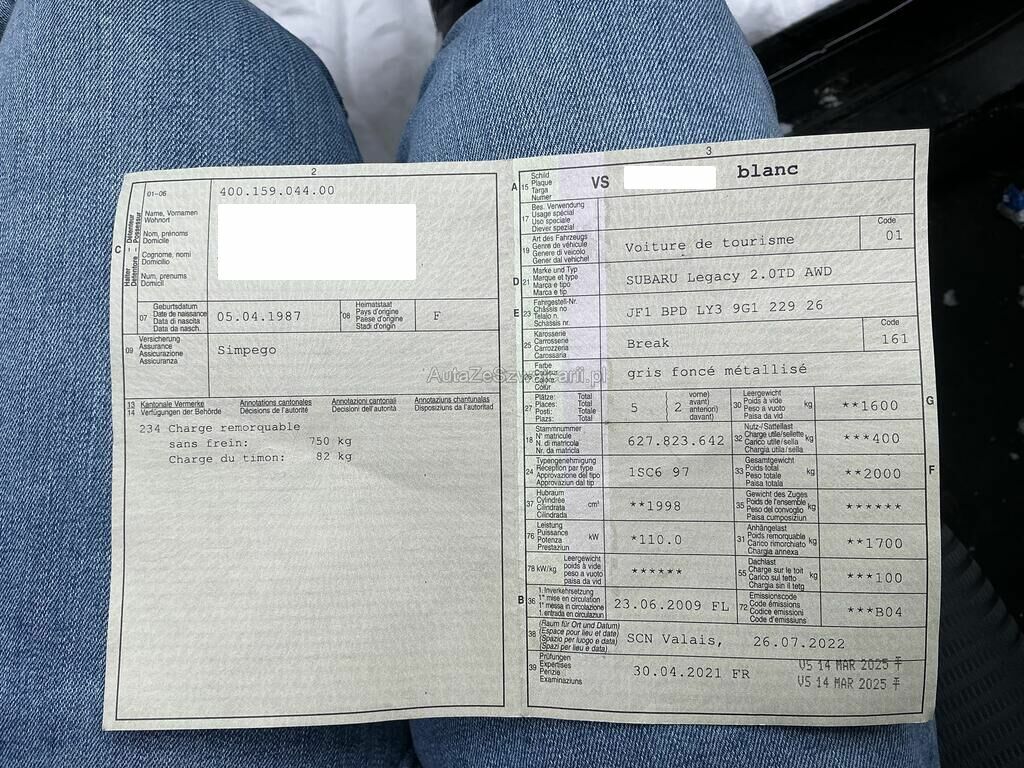 2
01-06
400.159.044.00
C
Halter – Détenteur
Detentore – Possessur
Name, Vornamen
Wohnort
Nom, prénoms
Domicile
Cognome, nomi
Domicilio
Num, prenums
Domicil
07
Geburtsdatum
Date de naissance
Data di nascita
Data da nasch.
05.04.1987
08
Heimatstaat
Pays d'origine
Paese d'origine
Stadi d'origin
F
09
Versicherung
Assurance
Assicurazione
Assicuranza
Simpego
13 Kantonale Vermerke
14 Verfügungen der Behörde
Annotations cantonales
Décisions de l'autorité
Annotazioni cantonali
Decisioni dell'autorità
Annotaziuns chantunalas
Disposiziuns da l'autoritad
234 Charge remorquable
sans frein: 750 kg
Charge du timon: 82 kg
3
A 15
Schild
Plaque
Targa
Numer
VS
blanc
17
Bes. Verwendung
Usage spécial
Uso speciale
Diever spezial
19
Art des Fahrzeugs
Genre de véhicule
Genere di veicolo
Gener dal vehichel
Voiture de tourisme
Code
01
D 21
Marke und Typ
Marque et type
Marca e tipo
Marca e tip
SUBARU Legacy 2.0TD AWD
E 23
Fahrgestell-Nr.
Châssis no
Telaio n.
Schassis nr.
JF1 BPD LY3 9G1 229 26
25
Karosserie
Carrosserie
Carrozzeria
Carossaria
Break
Code
161
26
Farbe
Couleur
Colore
Colur
gris foncé métallisé
AutaZeSzwajcarii.pl
27
Plätze: Total
Places: Total
Posti: Totale
Plazs: Total
5
2
vorne)
avant)
anteriori)
davant)
30
Leergewicht
Poids à vide
Peso a vuoto
Paisa da vid
kg
**1600
G
18
Stammnummer
N° matricule
N. di matricola
Nr. da matricla
627.823.642
32
Nutz-/Sattellast
Charge utile/sellette
Carico utile/sella
Chargia utila/sella
kg
***400
24
Typengenehmigung
Réception par type
Approvazione del tipo
Approvaziun dal tip
1SC6 97
33
Gesamtgewicht
Poids total
Peso totale
Paisa totala
kg
**2000
F
37
Hubraum
Cylindrée
Cilindrata
Cilindrada
cm³
**1998
35
Gewicht des Zuges
Poids de l'ensemble
Peso del convoglio
Paisa cumposiziun
kg
******
76
Leistung
Puissance
Potenza
Prestaziun
kW
*110.0
31
Anhängelast
Poids remorquable
Carico rimorchiato
Chargia annexa
kg
**1700
78 kW/kg
Leergewicht
poids à vide
peso a vuoto
paisa da vid
******
55
Dachlast
Charge sur le toit
Carico sul tetto
Chargia sin il tetg
kg
***100
B 36
1. Inverkehrsetzung
1re mise en circulation
1a messa in circolazione
1. entrada en circulaziun
23.06.2009 FL
72
Emissionscode
Code émissions
Codice emissioni
Code d'emissiuns
***B04
38
(Raum für Ort und Datum)
(Espace pour lieu et date)
(Spazio per luogo e data)
(Spazi per lieu e data)
SCN Valais, 26.07.2022
39
Prüfungen
Expertises
Perizie
Examinaziuns
30.04.2021 FR
VS 14 MAR 2025
VS 14 MAR 2025